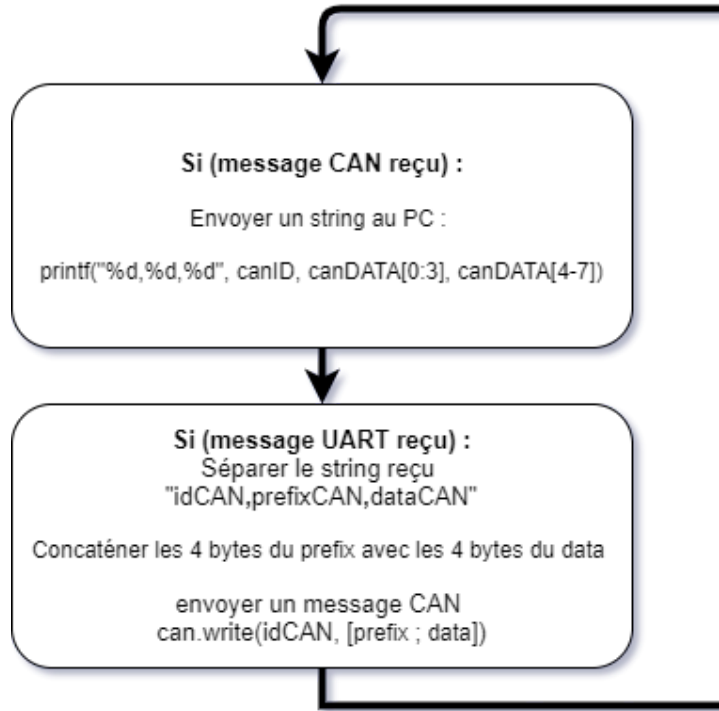 Si (message CAN reçu) :
Envoyer un string au PC :
printf("%d,%d,%d", canID, canDATA[0:3], canDATA[4-7])
Si (message UART reçu) :
Séparer le string reçu
"idCAN,prefixCAN,dataCAN"
Concaténer les 4 bytes du prefix avec les 4 bytes du data
envoyer un message CAN
can.write(idCAN, [prefix ; data])